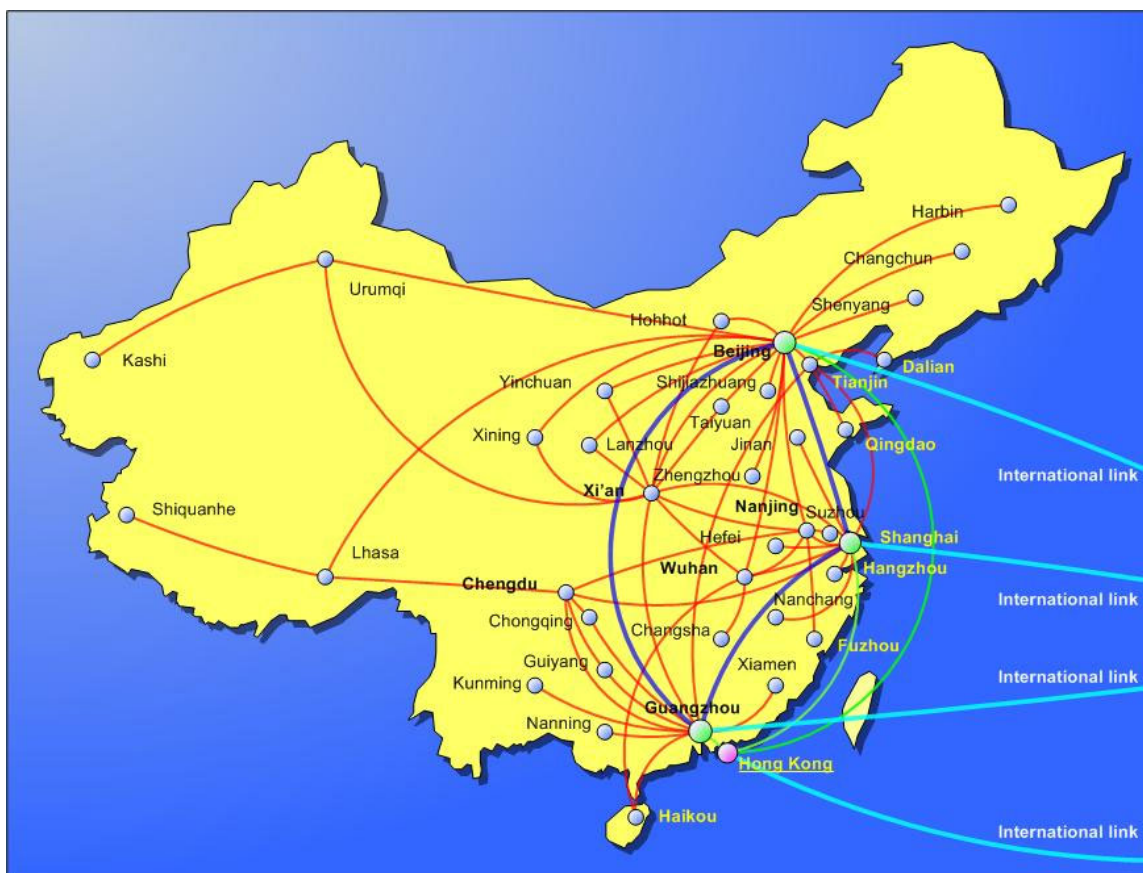 Harbin
Changchun
Urumqi
Shenyang
Hohhot
Beijing
Kashi
Dalian
Tianjin
Yinchuan
Shijiazhuang
Taiyuan
Xining
Lanzhou
Jinan
Qingdao
Zhengzhou
International link
Xi'an
Shiquanhe
Nanjing
Suzhou
Hefei
Shanghai
Lhasa
Wuhan
Hangzhou
Chengdu
International link
Nanchang
Chongqing
Changsha
Fuzhou
Guiyang
Xiamen
International link
Kunming
Guangzhou
Nanning
Hong Kong
Haikou
International link